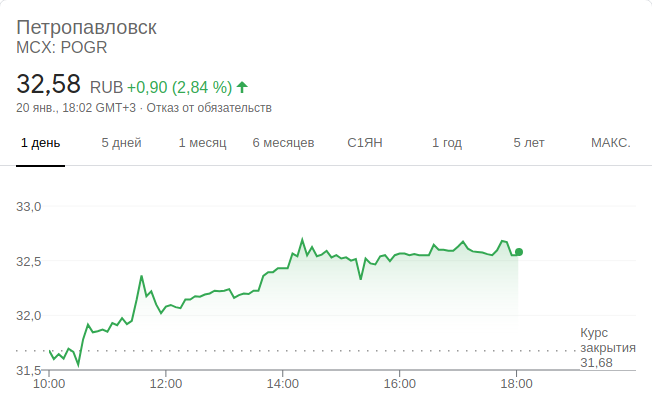 Петропавловск
MCX: POGR
32,58 RUB +0,90 (2,84 %)
20 янв., 18:02 GMT+3 · Отказ от обязательств
1 день 5 дней 1 месяц 6 месяцев С1ЯН 1 год 5 лет МАКС.
33,0
32,5
32,0
Курс
закрытия
31,68
31,5
10:00 12:00 14:00 16:00 18:00